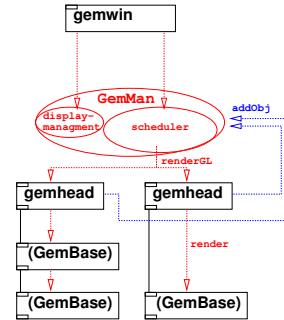 gemwin
GemMan
addObj
display-
managment
scheduler
renderGL
gemhead
gemhead
(GemBase)
render
(GemBase)
(GemBase)